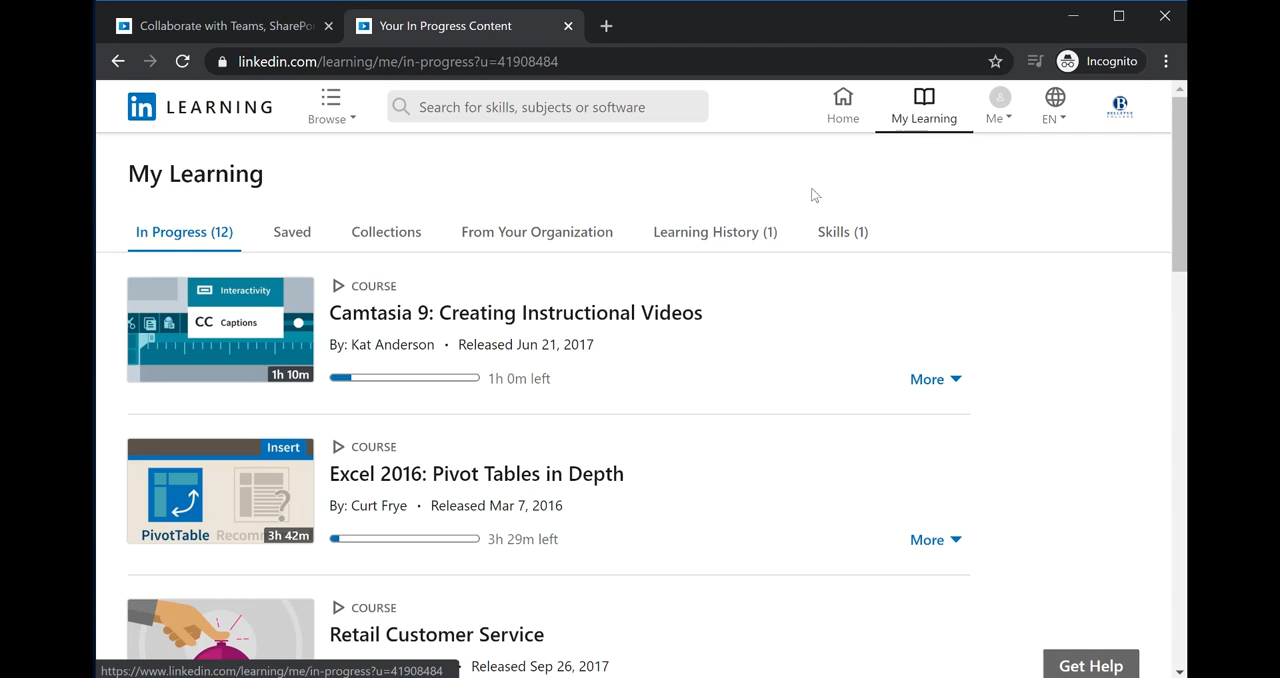 Collaborate with Teams, SharePoi
Your In Progress Content
linkedin.com/learning/me/in-progress?u=41908484
Incognito
in LEARNING
Browse
Search for skills, subjects or software
Home
My Learning
Me
EN
B
BELLEVUE
COLLEGE
My Learning
In Progress (12)
Saved
Collections
From Your Organization
Learning History (1)
Skills (1)
Interactivity
CC Captions
1h 10m
COURSE
Camtasia 9: Creating Instructional Videos
By: Kat Anderson • Released Jun 21, 2017
1h 0m left
More
Insert
PivotTable Recomm
3h 42m
COURSE
Excel 2016: Pivot Tables in Depth
By: Curt Frye • Released Mar 7, 2016
3h 29m left
More
COURSE
Retail Customer Service
• Released Sep 26, 2017
https://www.linkedin.com/learning/me/in-progress?u=41908484
Get Help